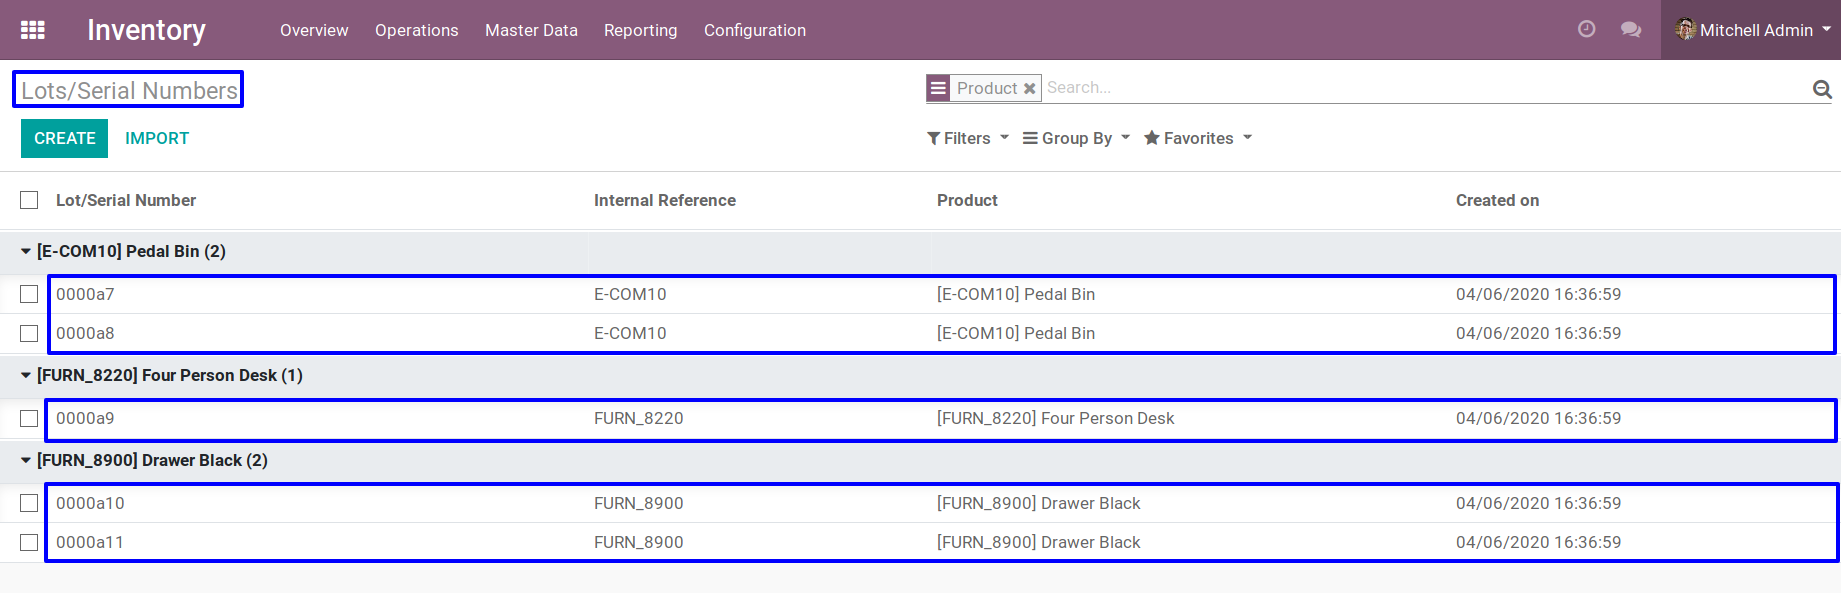 Inventory Overview Operations Master Data Reporting Configuration Mitchell Admin
Lots/Serial Numbers Product Search...
CREATE IMPORT Filters Group By Favorites
Lot/Serial Number Internal Reference Product Created on
[E-COM10] Pedal Bin (2)
0000a7 E-COM10 [E-COM10] Pedal Bin 04/06/2020 16:36:59
0000a8 E-COM10 [E-COM10] Pedal Bin 04/06/2020 16:36:59
[FURN_8220] Four Person Desk (1)
0000a9 FURN_8220 [FURN_8220] Four Person Desk 04/06/2020 16:36:59
[FURN_8900] Drawer Black (2)
0000a10 FURN_8900 [FURN_8900] Drawer Black 04/06/2020 16:36:59
0000a11 FURN_8900 [FURN_8900] Drawer Black 04/06/2020 16:36:59